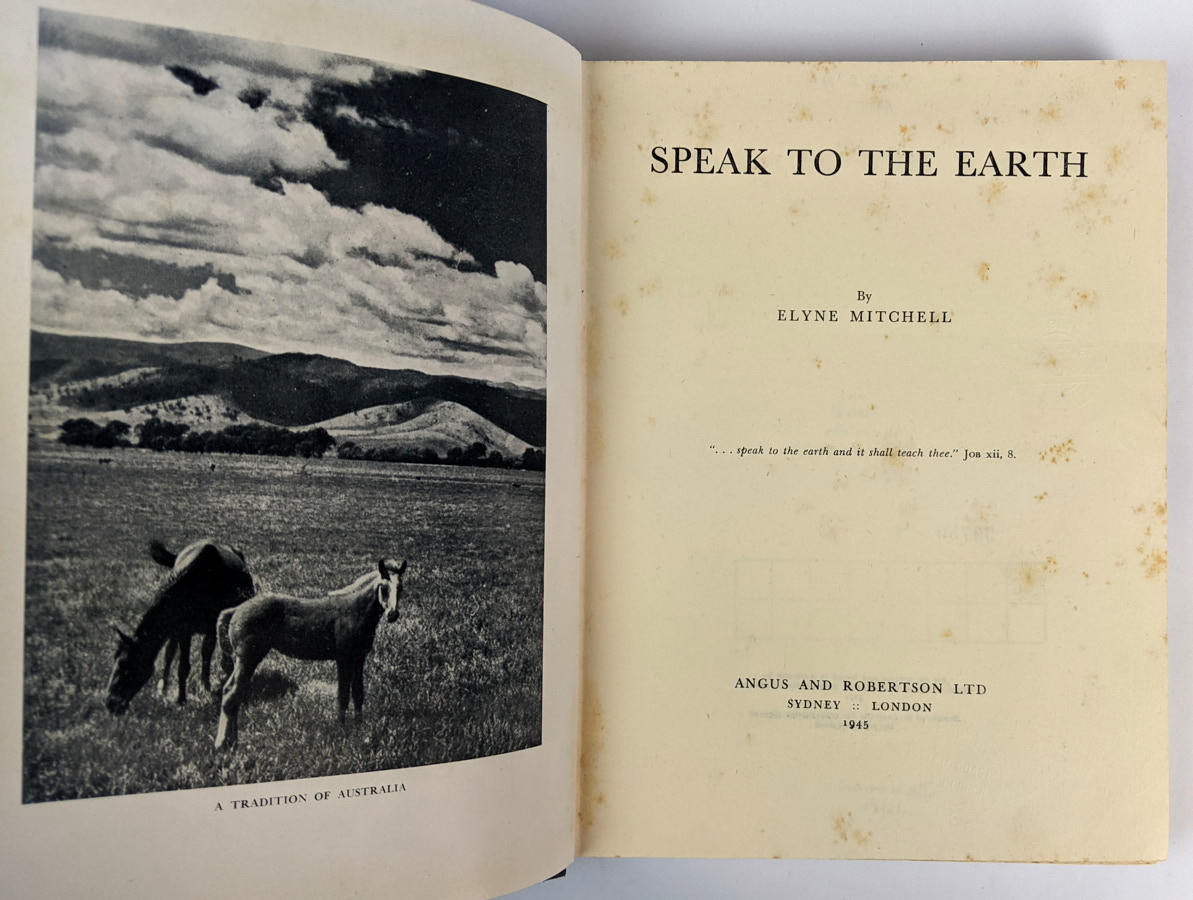 A TRADITION OF AUSTRALIA
SPEAK TO THE EARTH
By
ELYNE MITCHELL
“. . . speak to the earth and it shall teach thee.” Job xii, 8.
ANGUS AND ROBERTSON LTD
SYDNEY :: LONDON
1945